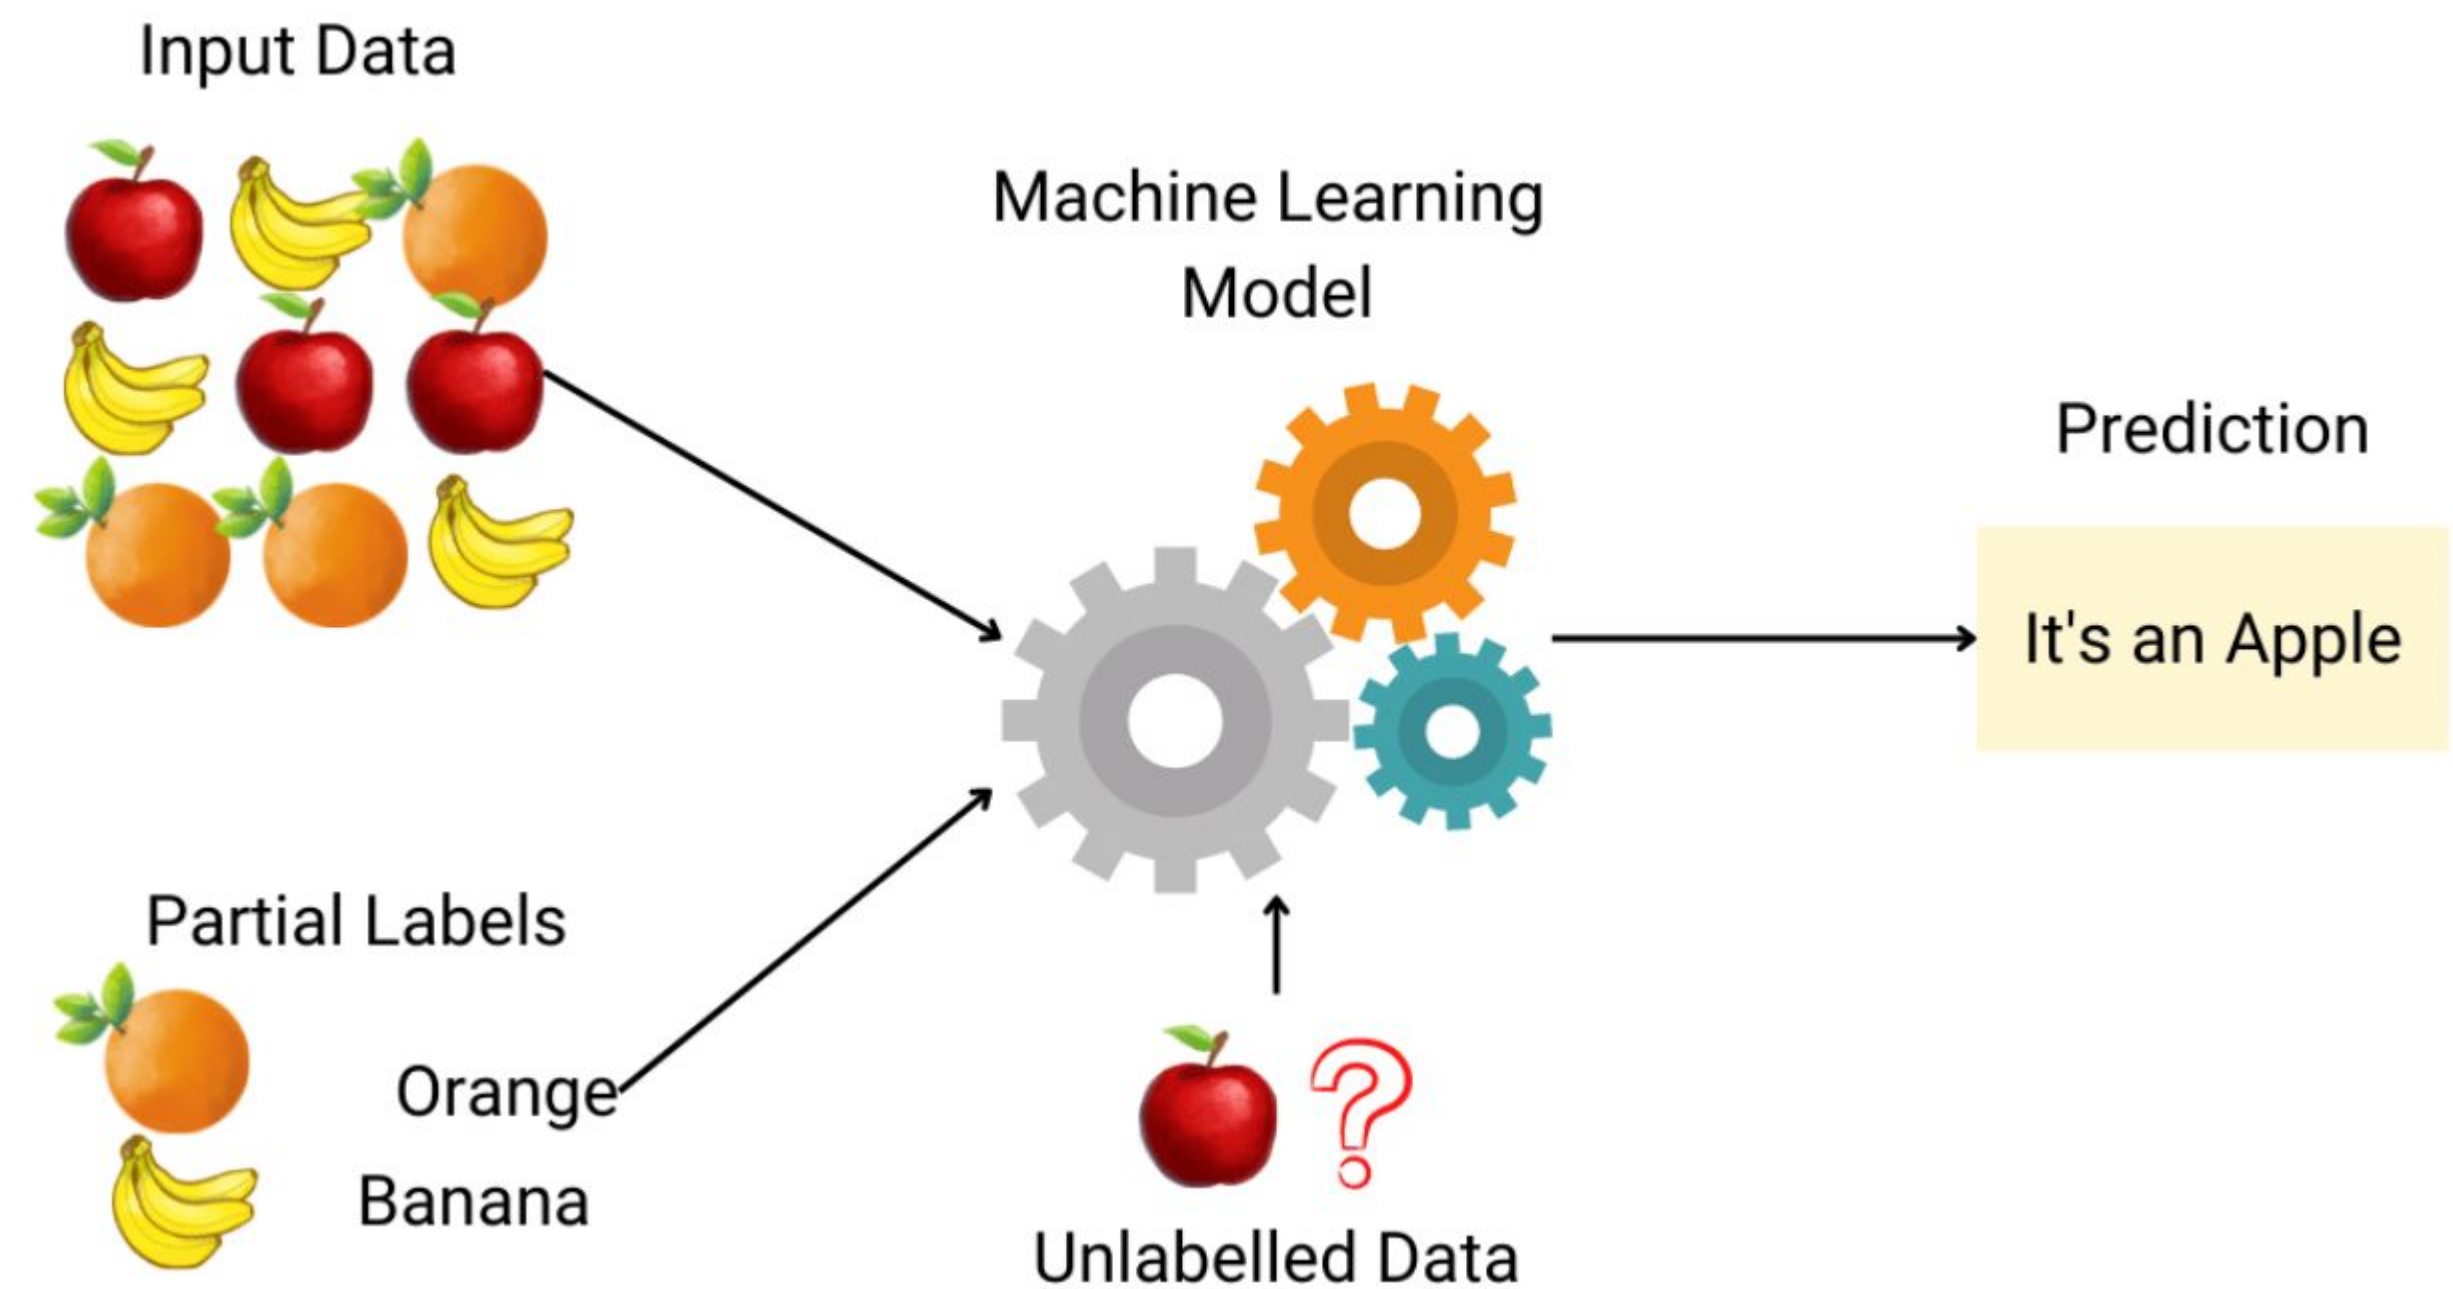 Input Data
Machine Learning
Model
Prediction
It's an Apple
Partial Labels
Orange
Banana
Unlabelled Data